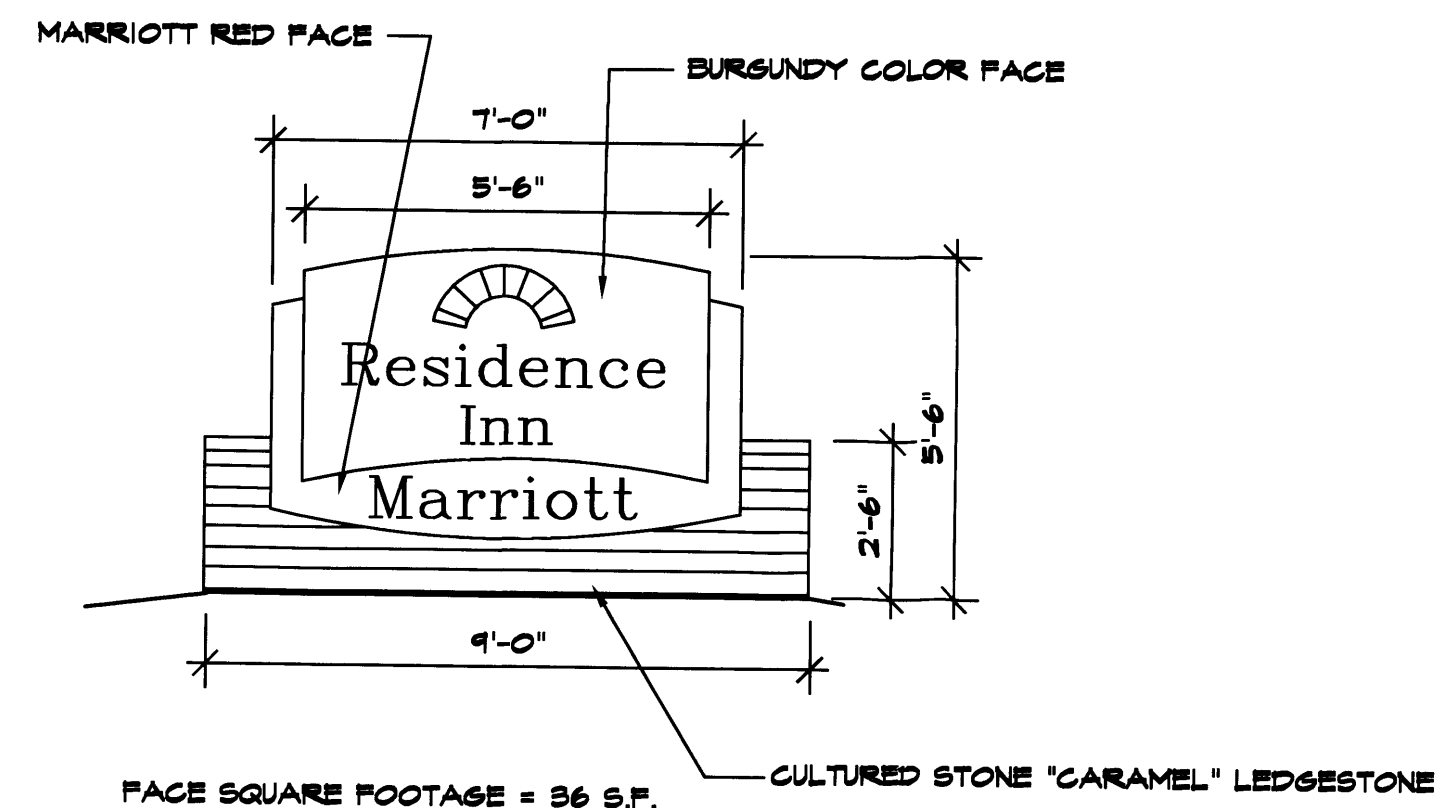 MARRIOTT RED FACE
BURGUNDY COLOR FACE
7'-0"
5'-6"
Residence
Inn
Marriott
5'-6"
2'-6"
9'-0"
CULTURED STONE "CARAMEL" LEDGESTONE
FACE SQUARE FOOTAGE = 36 S.F.